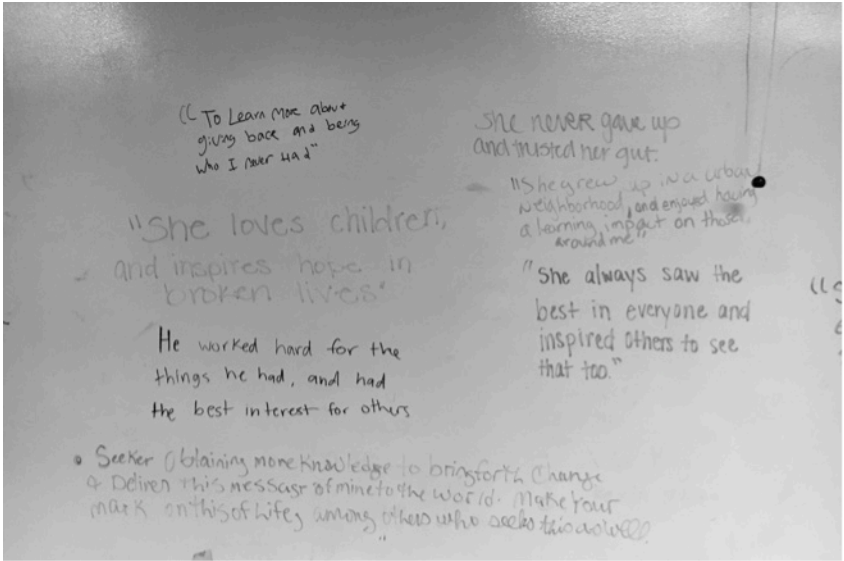 "To Learn More about
giving back and being
who I never had"
She never gave up
and trusted her gut.
"She grew up in a urban
neighborhood, and enjoyed having
a learning impact on those
around me"
"She loves children,
and inspires hope in
broken lives"
"She always saw the
best in everyone and
inspired others to see
that too."
He worked hard for the
things he had, and had
the best interest for others
• Seeker Obtaining more Knowledge to bring forth Change
& Deliver this message of mine to the world. Make Your
mark on this of Life, among others who seeks this as well
"